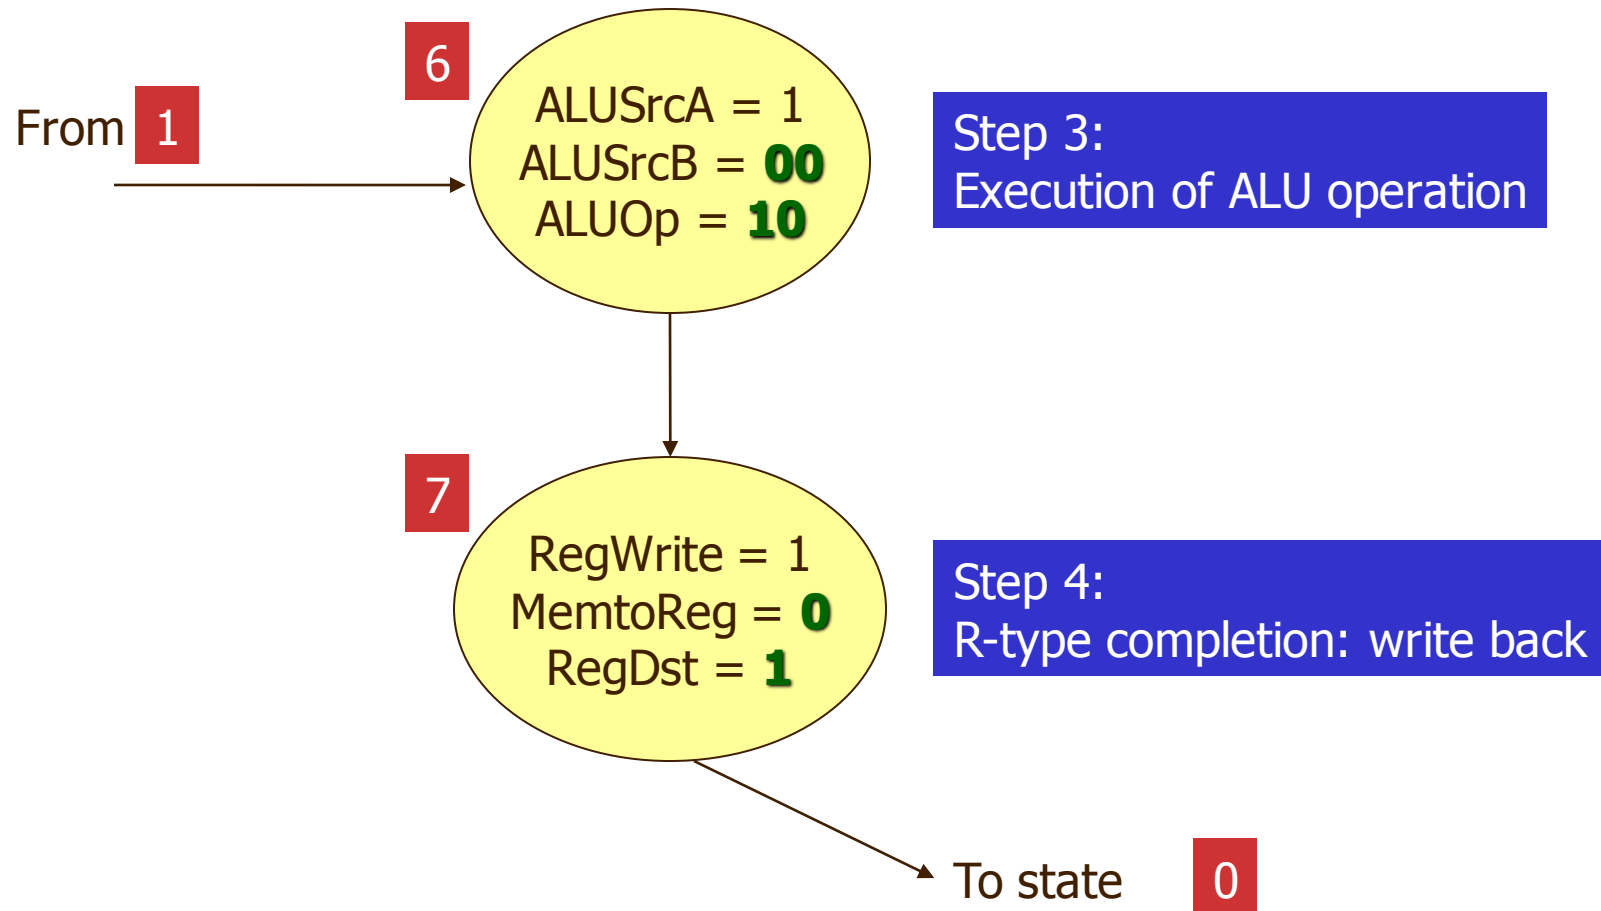 6
From 1
ALUSrcA = 1
ALUSrcB = 00
ALUOp = 10
Step 3:
Execution of ALU operation
7
RegWrite = 1
MemtoReg = 0
RegDst = 1
Step 4:
R-type completion: write back
To state 0